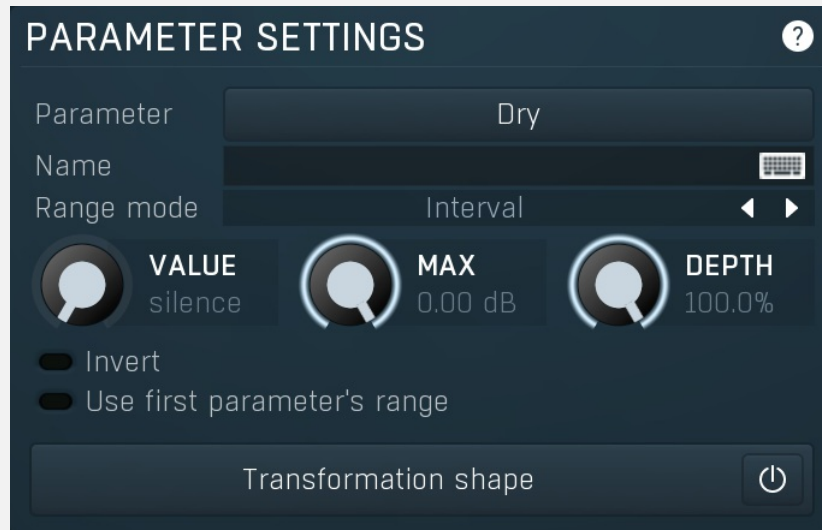 PARAMETER SETTINGS ?
Parameter Dry
Name
Range mode Interval
VALUE MAX DEPTH
silence 0.00 dB 100.0%
Invert
Use first parameter's range
Transformation shape